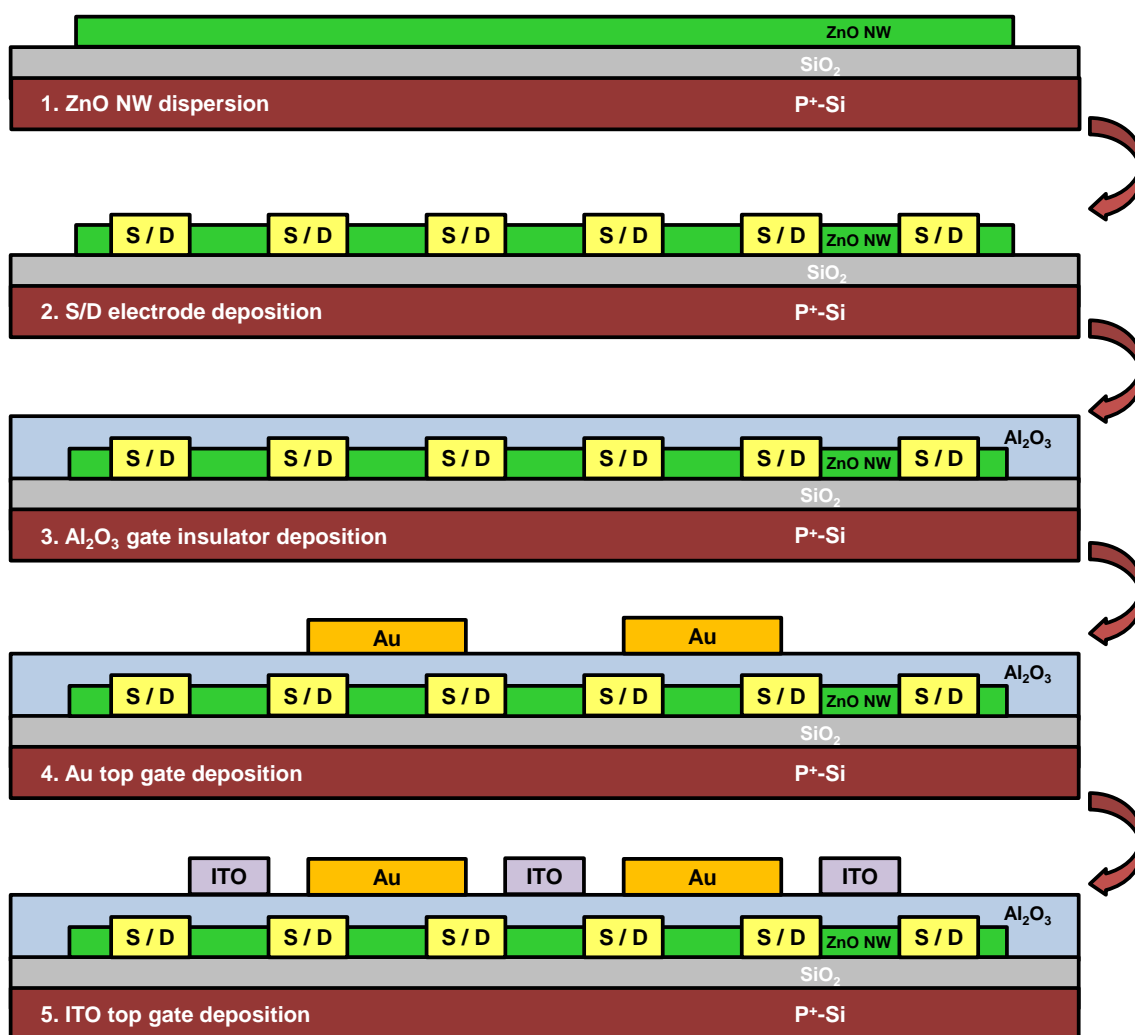 ZnO NW
SiO₂
1. ZnO NW dispersion P⁺-Si
S / D S / D S / D S / D S / D ZnO NW S / D
SiO₂
2. S/D electrode deposition P⁺-Si
Al₂O₃
S / D S / D S / D S / D S / D ZnO NW S / D
SiO₂
3. Al₂O₃ gate insulator deposition P⁺-Si
Au Au
Al₂O₃
S / D S / D S / D S / D S / D ZnO NW S / D
SiO₂
4. Au top gate deposition P⁺-Si
ITO Au ITO Au ITO
Al₂O₃
S / D S / D S / D S / D S / D ZnO NW S / D
SiO₂
5. ITO top gate deposition P⁺-Si